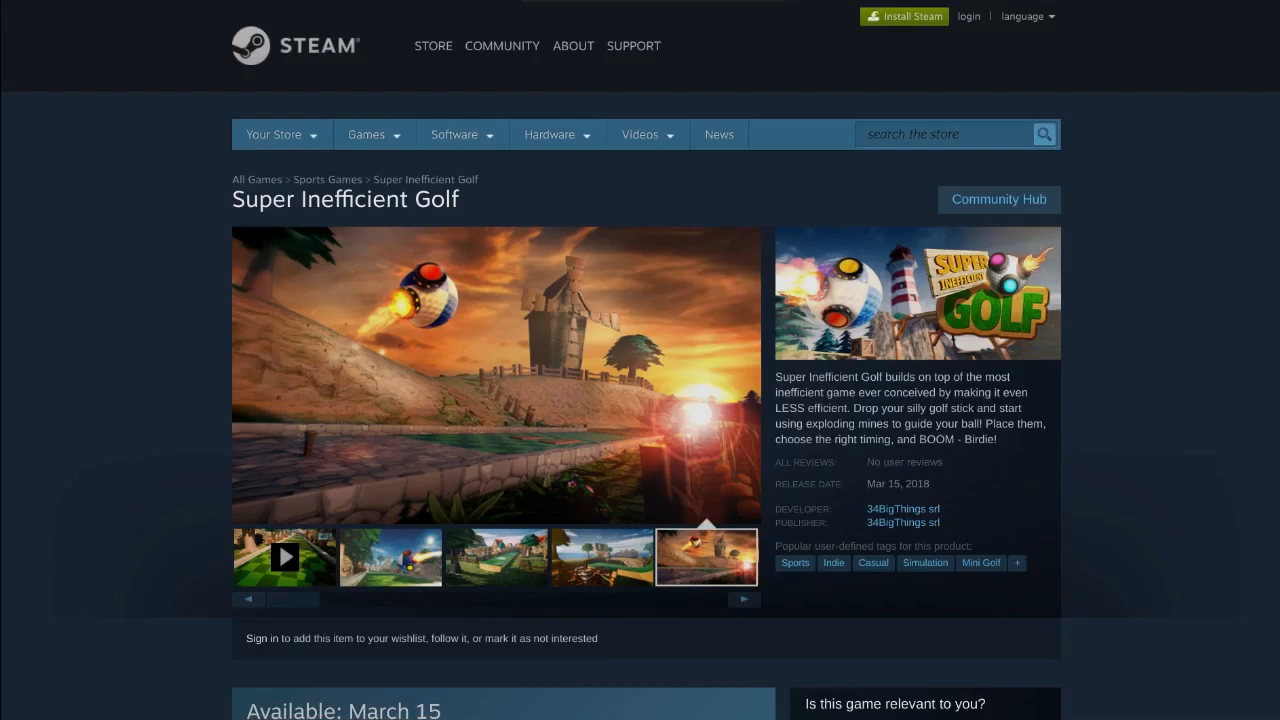 Install Steam login language
STEAM
STORE COMMUNITY ABOUT SUPPORT
Your Store Games Software Hardware Videos News search the store
All Games > Sports Games > Super Inefficient Golf
Super Inefficient Golf
Community Hub
SUPER
INEFFICIENT
GOLF
Super Inefficient Golf builds on top of the most
inefficient game ever conceived by making it even
LESS efficient. Drop your silly golf stick and start
using exploding mines to guide your ball! Place them,
choose the right timing, and BOOM - Birdie!
ALL REVIEWS: No user reviews
RELEASE DATE: Mar 15, 2018
DEVELOPER: 34BigThings srl
PUBLISHER: 34BigThings srl
Popular user-defined tags for this product:
Sports Indie Casual Simulation Mini Golf +
Sign in to add this item to your wishlist, follow it, or mark it as not interested
Available: March 15
Is this game relevant to you?